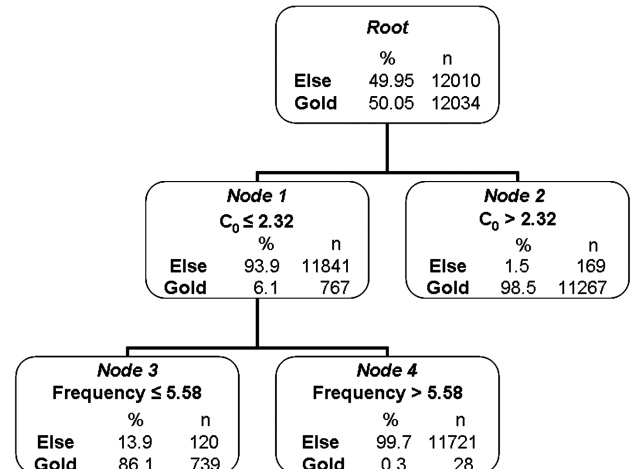 Root
% n
Else 49.95 12010
Gold 50.05 12034
Node 1
C0 ≤ 2.32
% n
Else 93.9 11841
Gold 6.1 767
Node 2
C0 > 2.32
% n
Else 1.5 169
Gold 98.5 11267
Node 3
Frequency ≤ 5.58
% n
Else 13.9 120
Gold 86.1 739
Node 4
Frequency > 5.58
% n
Else 99.7 11721
Gold 0.3 28